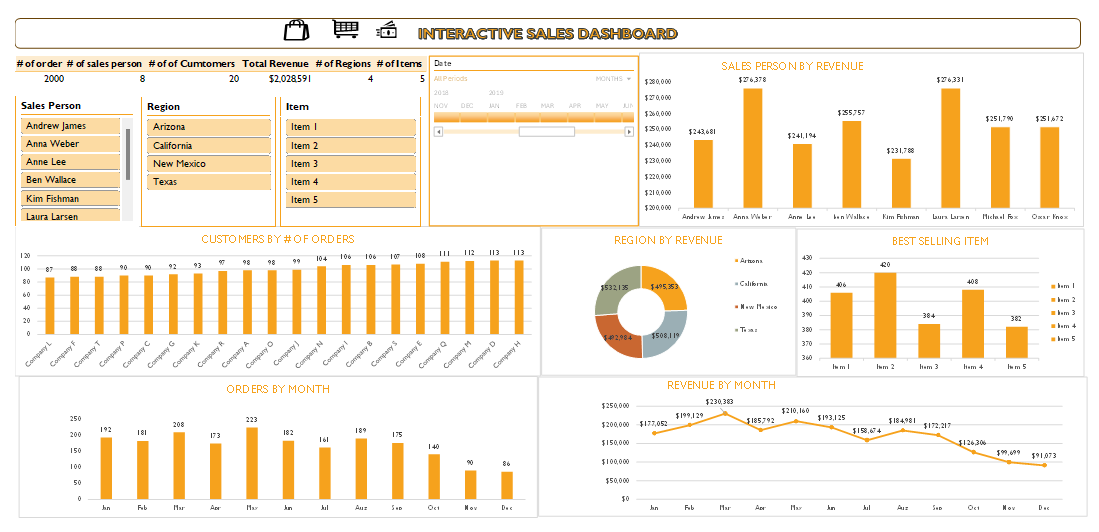 INTERACTIVE SALES DASHBOARD
# of order # of sales person # of of Cumtomers Total Revenue # of Regions # of Items
2000 8 20 $2,028,591 4 5
Sales Person
Andrew James
Anna Weber
Anne Lee
Ben Wallace
Kim Fishman
Laura Larsen
Region
Arizona
California
New Mexico
Texas
Item
Item 1
Item 2
Item 3
Item 4
Item 5
Date
All Periods MONTHS
2018 2019
NOV DEC JAN FEB MAR APR MAY JUN
SALES PERSON BY REVENUE
$280,000
$270,000
$260,000
$250,000
$240,000
$230,000
$220,000
$210,000
$200,000
$243,681 $276,378 $241,194 $255,757 $231,788 $276,331 $251,790 $251,672
Andrew James Anna Weber Anne Lee Ben Wallace Kim Fishman Laura Larsen Michael Fox Oscar Knox
CUSTOMERS BY # OF ORDERS
120
100
80
60
40
20
0
87 88 88 90 90 92 93 97 98 98 99 104 106 106 107 108 111 112 113 113
Company L Company F Company T Company P Company C Company G Company K Company R Company A Company O Company J Company N Company I Company B Company S Company E Company Q Company M Company D Company H
REGION BY REVENUE
$532,135 $495,353
$492,984 $508,119
Arizona
California
New Mexico
Texas
BEST SELLING ITEM
430
420
410
400
390
380
370
360
406 420 384 408 382
Item 1 Item 2 Item 3 Item 4 Item 5
Item 1
Item 2
Item 3
Item 4
Item 5
ORDERS BY MONTH
250
200
150
100
50
0
192 181 208 173 223 182 161 189 175 140 90 86
Jan Feb Mar Apr May Jun Jul Aug Sep Oct Nov Dec
REVENUE BY MONTH
$250,000
$200,000
$150,000
$100,000
$50,000
$0
$177,052 $199,129 $230,383 $185,792 $210,160 $193,125 $158,674 $184,981 $172,217 $126,306 $99,699 $91,073
Jan Feb Mar Apr May Jun Jul Aug Sep Oct Nov Dec